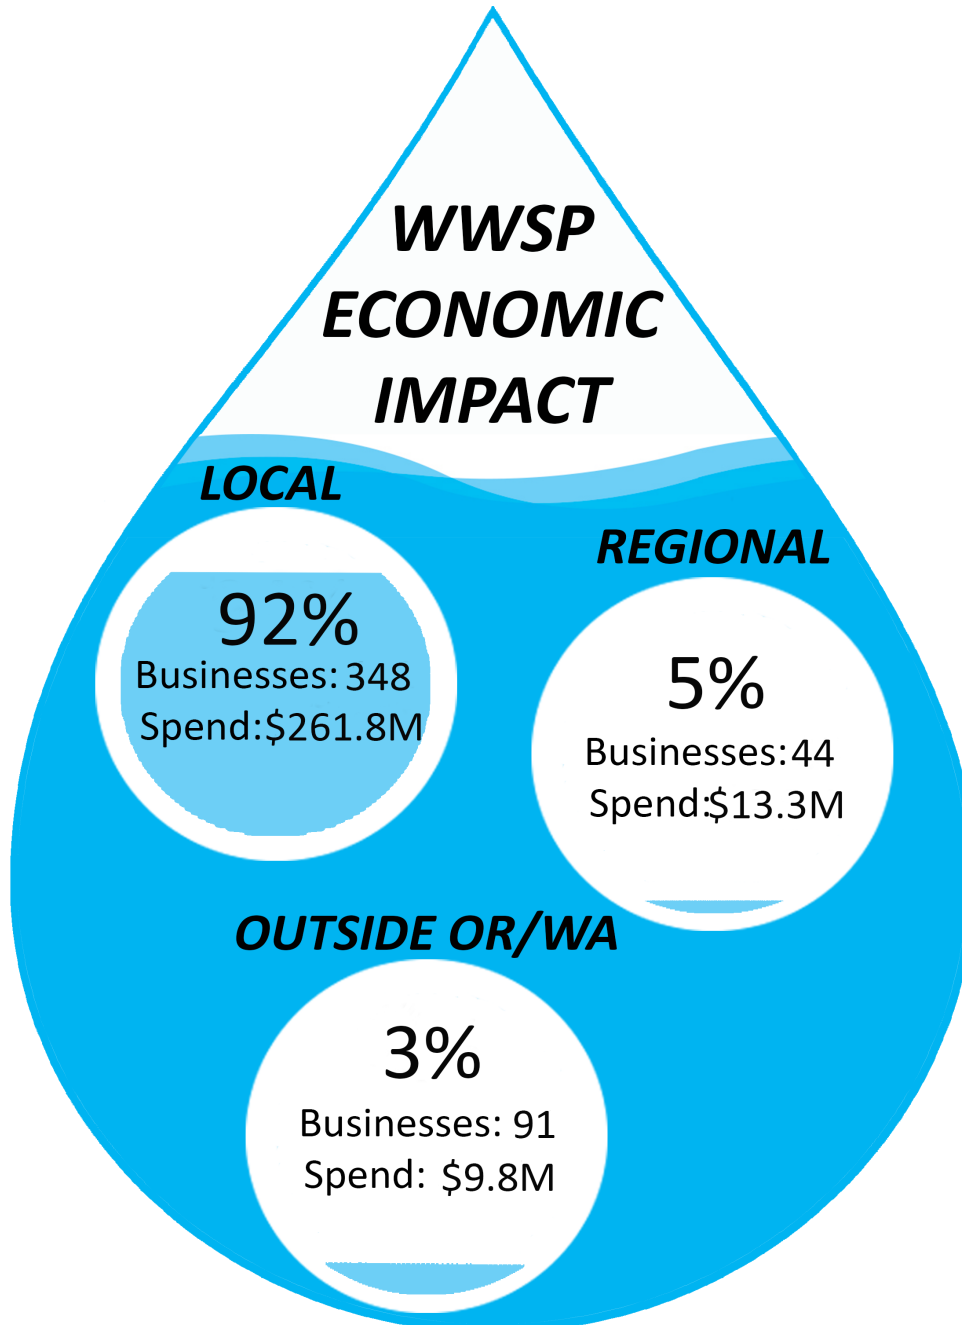 WWSP
ECONOMIC
IMPACT
LOCAL
92%
Businesses: 348
Spend:$261.8M
REGIONAL
5%
Businesses: 44
Spend:$13.3M
OUTSIDE OR/WA
3%
Businesses: 91
Spend: $9.8M